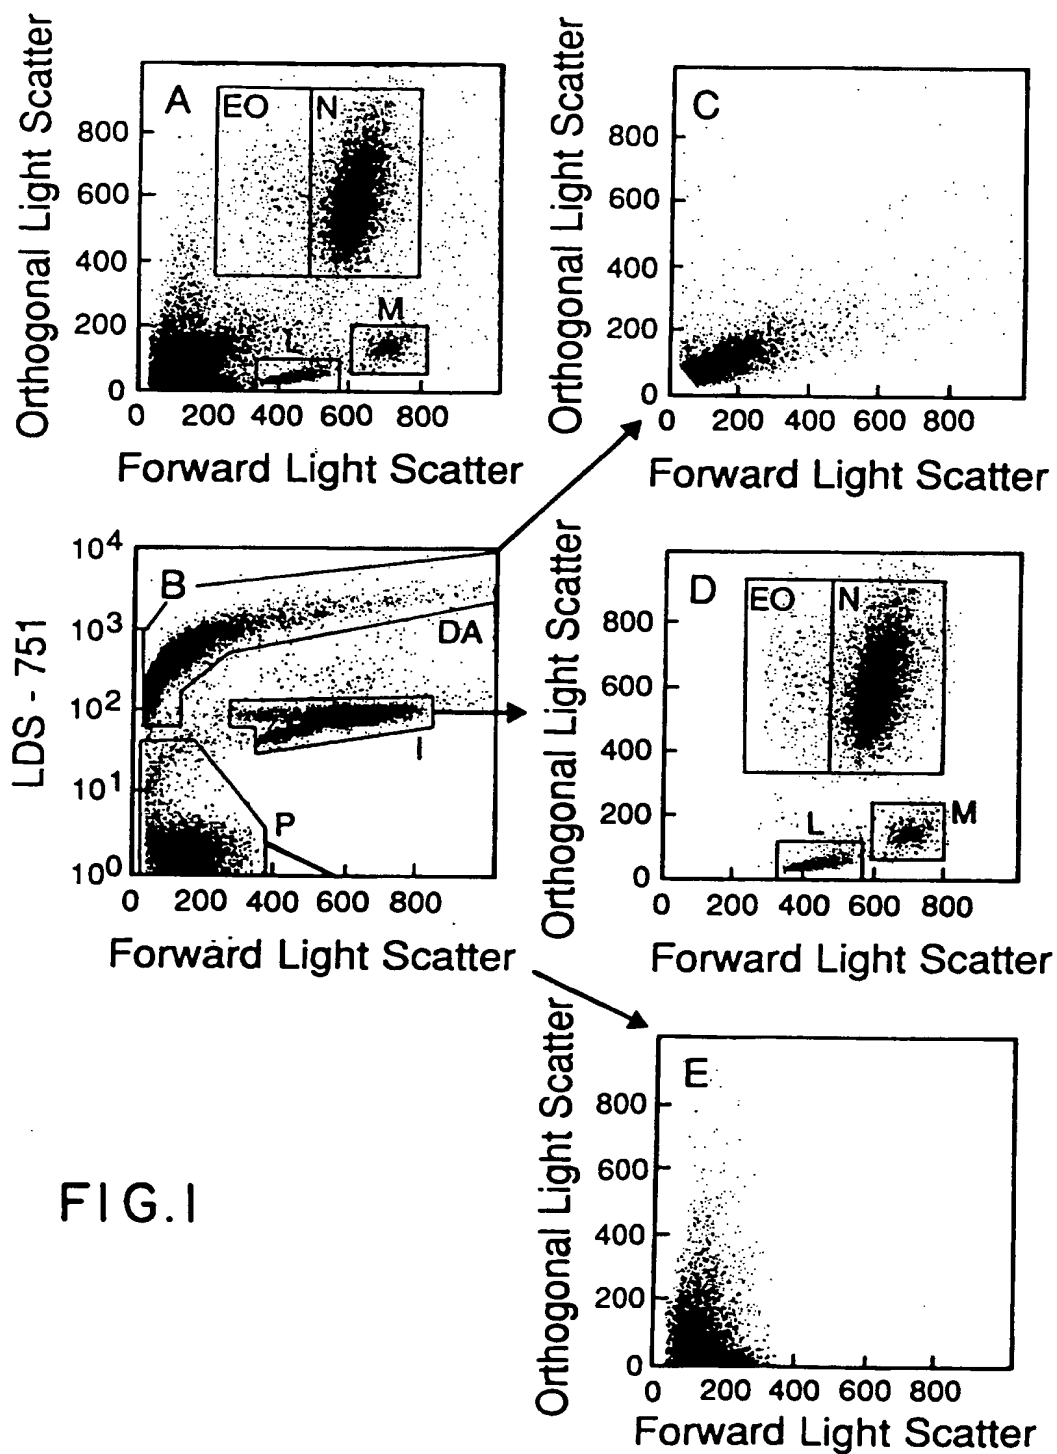 A
EO
N
L
M
Orthogonal Light Scatter
800
600
400
200
0
0 200 400 600 800
Forward Light Scatter
C
Orthogonal Light Scatter
800
600
400
200
0
0 200 400 600 800
Forward Light Scatter
B
DA
I
P
LDS - 751
10^4
10^3
10^2
10^1
10^0
0 200 400 600 800
Forward Light Scatter
D
EO
N
L
M
Orthogonal Light Scatter
800
600
400
200
0
0 200 400 600 800
Forward Light Scatter
E
Orthogonal Light Scatter
800
600
400
200
0
0 200 400 600 800
Forward Light Scatter
FIG.1